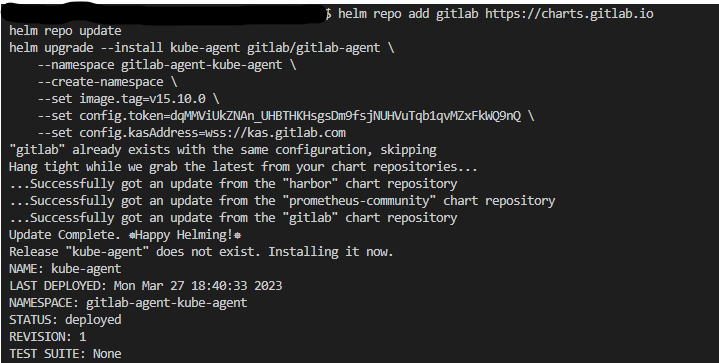 $ helm repo add gitlab https://charts.gitlab.io
helm repo update
helm upgrade --install kube-agent gitlab/gitlab-agent \
    --namespace gitlab-agent-kube-agent \
    --create-namespace \
    --set image.tag=v15.10.0 \
    --set config.token=dqMMViUkZNAn_UHBTHKHsgsDm9fsjNUHVuTqb1qvMZxFkWQ9nQ \
    --set config.kasAddress=wss://kas.gitlab.com
"gitlab" already exists with the same configuration, skipping
Hang tight while we grab the latest from your chart repositories...
...Successfully got an update from the "harbor" chart repository
...Successfully got an update from the "prometheus-community" chart repository
...Successfully got an update from the "gitlab" chart repository
Update Complete. ⎈Happy Helming!⎈
Release "kube-agent" does not exist. Installing it now.
NAME: kube-agent
LAST DEPLOYED: Mon Mar 27 18:40:33 2023
NAMESPACE: gitlab-agent-kube-agent
STATUS: deployed
REVISION: 1
TEST SUITE: None